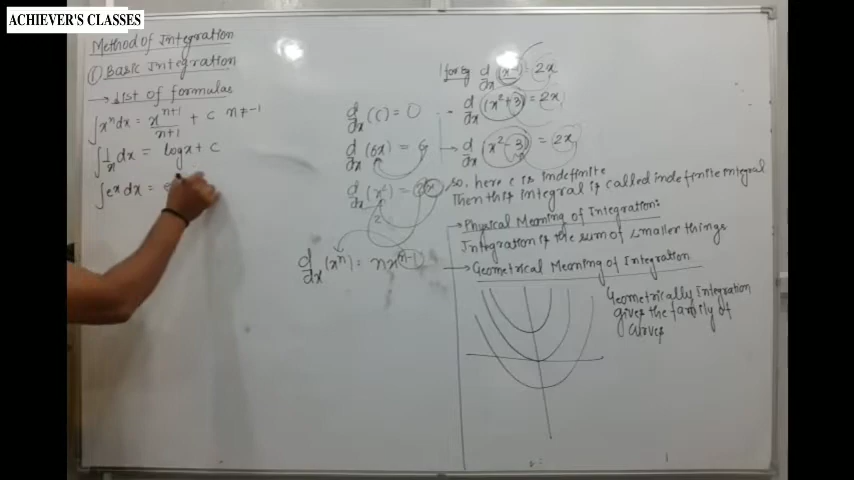 ACHIEVER'S CLASSES
Method of Integration
① Basic Integration
→ List of formulas
∫xⁿdx = xⁿ⁺¹/n+1 + c n≠-1
∫1/x dx = logx + c
∫eˣ dx = e
d/dx (c) = 0
d/dx (6x) = 6
d/dx (x²) = 2x
2
d/dx (xⁿ) = nxⁿ⁻¹
d/dx (x²) = 2x
→ d/dx (x²+3) = 2x
→ d/dx (x²-3) = 2x
so, here c is indefinite
Then this integral is called indefinite integral
→ Physical Meaning of Integration:
Integration is the sum of smaller things
→ Geometrical Meaning of Integration
Geometrically Integration
gives the family of
curves